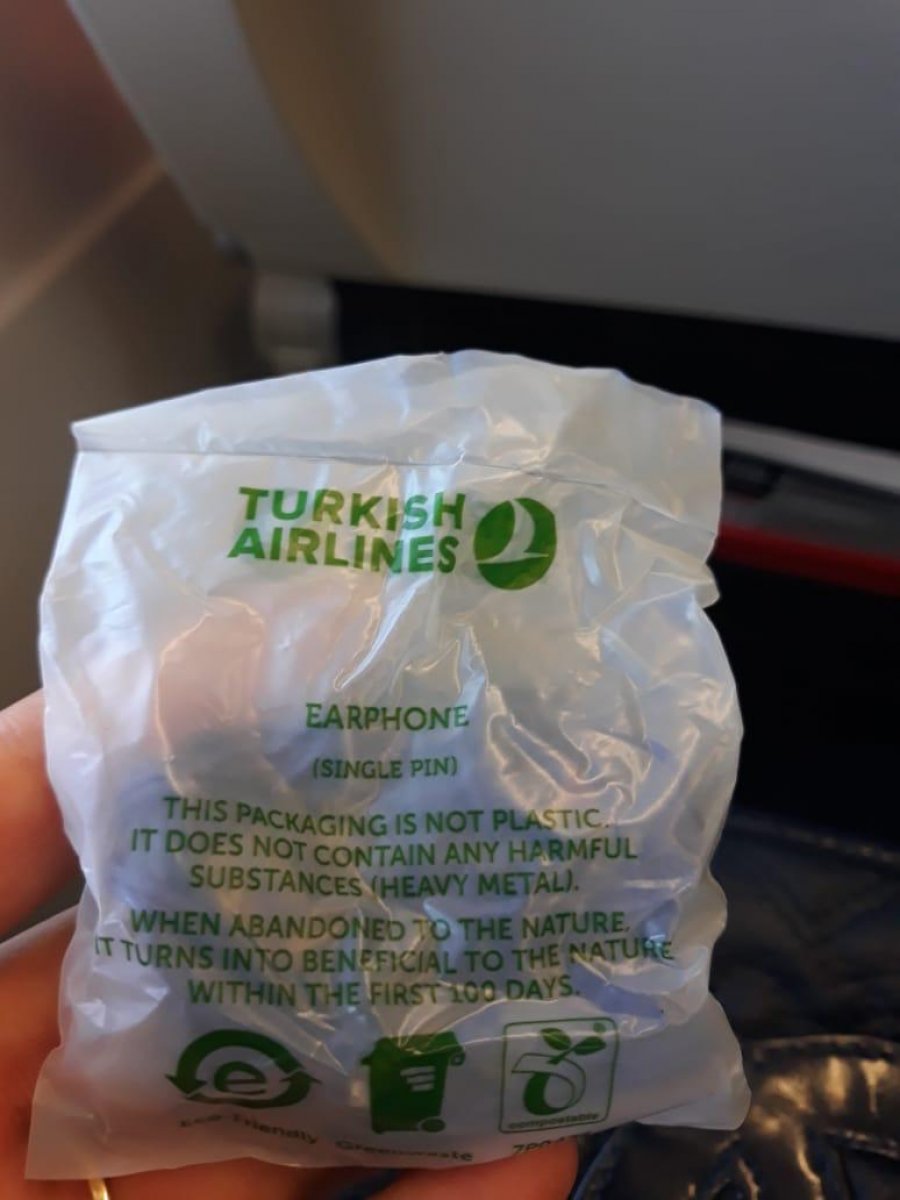 TURKISH
AIRLINES
EARPHONE
(SINGLE PIN)
THIS PACKAGING IS NOT PLASTIC.
IT DOES NOT CONTAIN ANY HARMFUL
SUBSTANCES (HEAVY METAL).
WHEN ABANDONED TO THE NATURE,
IT TURNS INTO BENEFICIAL TO THE NATURE
WITHIN THE FIRST 100 DAYS.
e
compostable
Eco Friendly Greenwaste